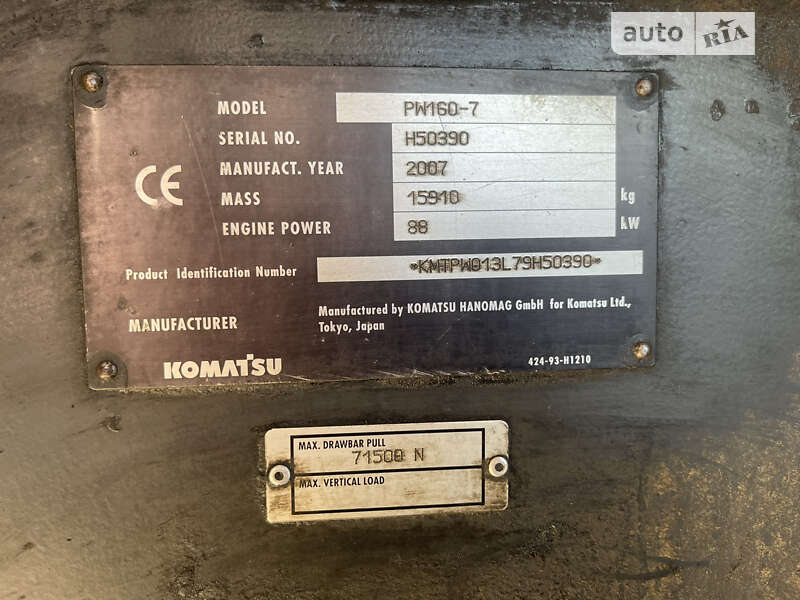 auto RIA
MODEL PW160-7
SERIAL NO. H50390
MANUFACT. YEAR 2007
MASS 15910 kg
ENGINE POWER 88 kW
Product Identification Number *KMTPW013L79H50390*
MANUFACTURER Manufactured by KOMATSU HANOMAG GmbH for Komatsu Ltd.,
Tokyo, Japan
KOMATSU 424-93-H1210
CE
MAX. DRAWBAR PULL
71500 N
MAX. VERTICAL LOAD